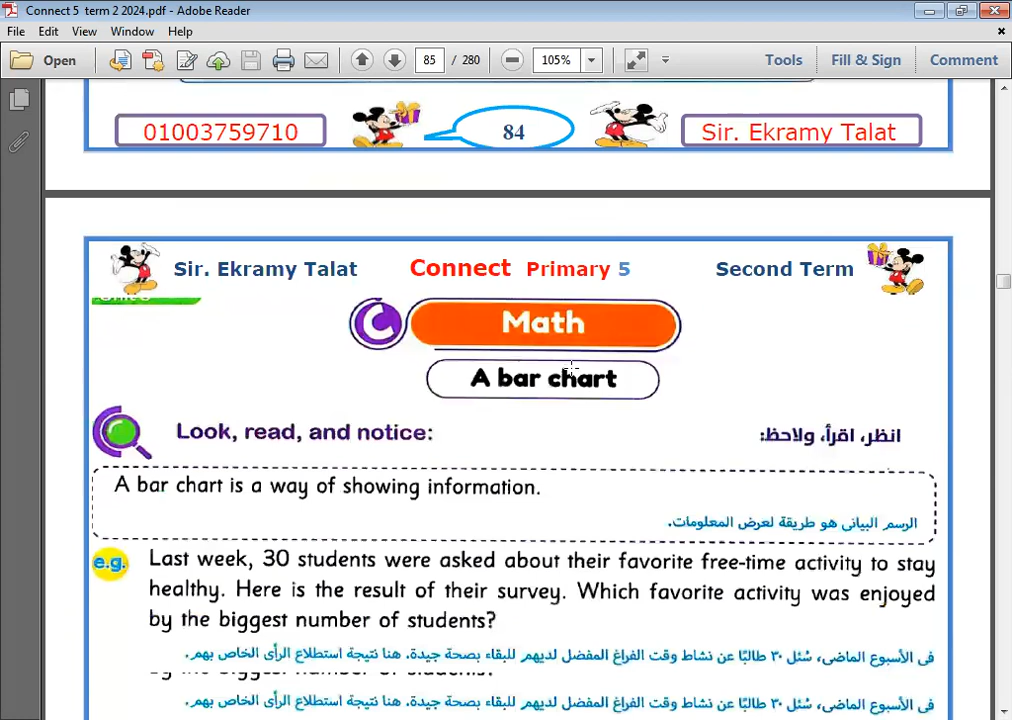 Connect 5 term 2 2024.pdf - Adobe Reader
File Edit View Window Help
Open 85 / 280 105% Tools Fill & Sign Comment
01003759710 84 Sir. Ekramy Talat
Sir. Ekramy Talat Connect Primary 5 Second Term
C Math
A bar chart
Look, read, and notice: انظر، اقرأ، ولاحظ:
A bar chart is a way of showing information.
الرسم البيانى هو طريقة لعرض المعلومات.
e.g. Last week, 30 students were asked about their favorite free-time activity to stay
healthy. Here is the result of their survey. Which favorite activity was enjoyed
by the biggest number of students?
فى الأسبوع الماضى، سُئل ٣٠ طالبًا عن نشاط وقت الفراغ المفضل لديهم للبقاء بصحة جيدة. هنا نتيجة استطلاع الرأى الخاص بهم.
فى الأسبوع الماضى، سُئل ٣٠ طالبًا عن نشاط وقت الفراغ المفضل لديهم للبقاء بصحة جيدة. هنا نتيجة استطلاع الرأى الخاص بهم.